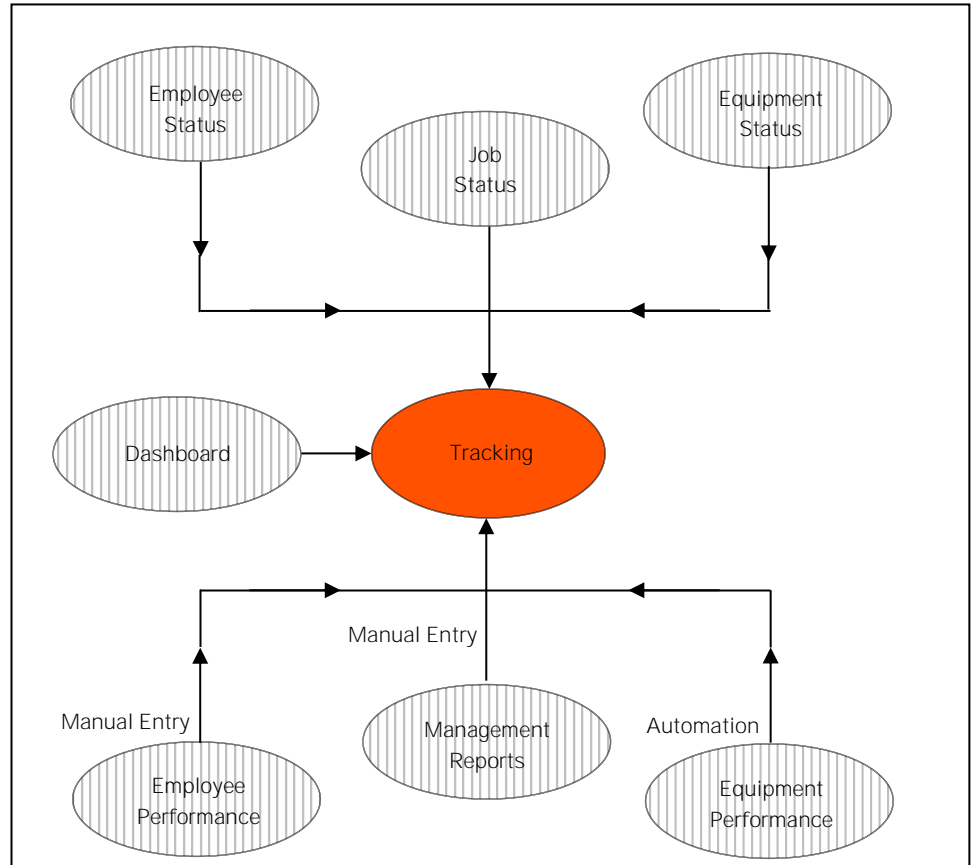 Employee
Status
Job
Status
Equipment
Status
Dashboard
Tracking
Manual Entry
Manual Entry
Automation
Employee
Performance
Management
Reports
Equipment
Performance